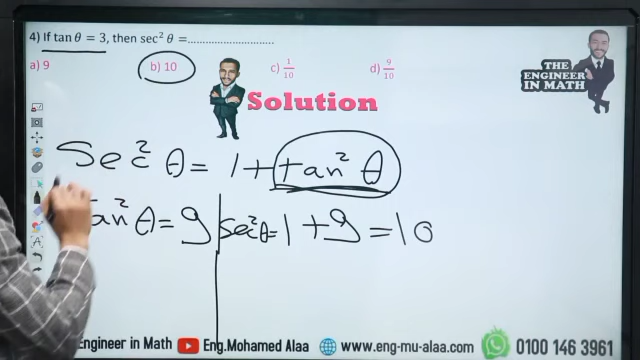 4) If tan θ = 3, then sec² θ =............................
a) 9 b) 10 c) 1/10 d) 9/10
THE
ENGINEER
IN MATH
Solution
Sec² θ = 1 + tan² θ
an² θ = 9 Sec² θ = 1 + 9 = 10
Engineer in Math Eng.Mohamed Alaa www.eng-mu-alaa.com 0100 146 3961